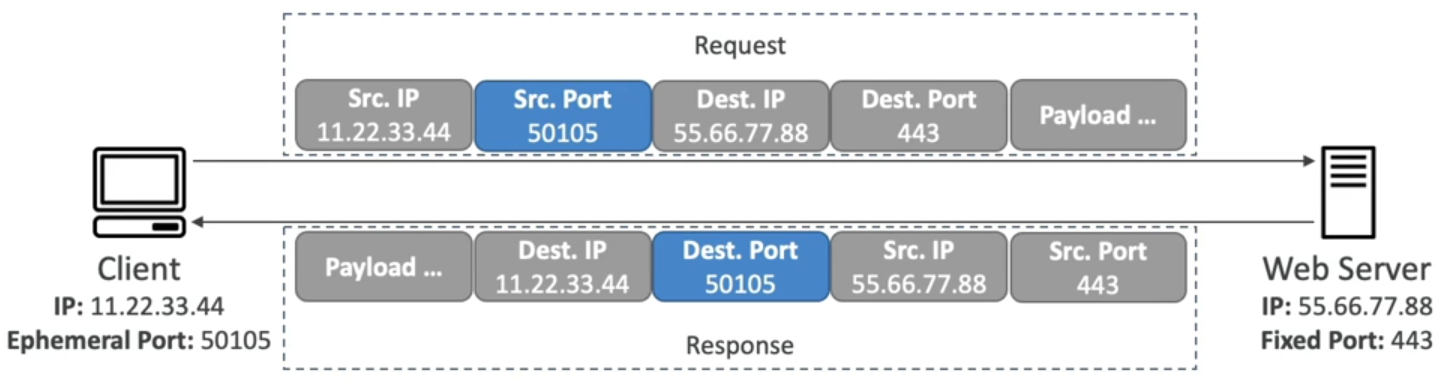 Request
Src. IP
11.22.33.44
Src. Port
50105
Dest. IP
55.66.77.88
Dest. Port
443
Payload ...
Client
IP: 11.22.33.44
Ephemeral Port: 50105
Payload ...
Dest. IP
11.22.33.44
Dest. Port
50105
Src. IP
55.66.77.88
Src. Port
443
Response
Web Server
IP: 55.66.77.88
Fixed Port: 443